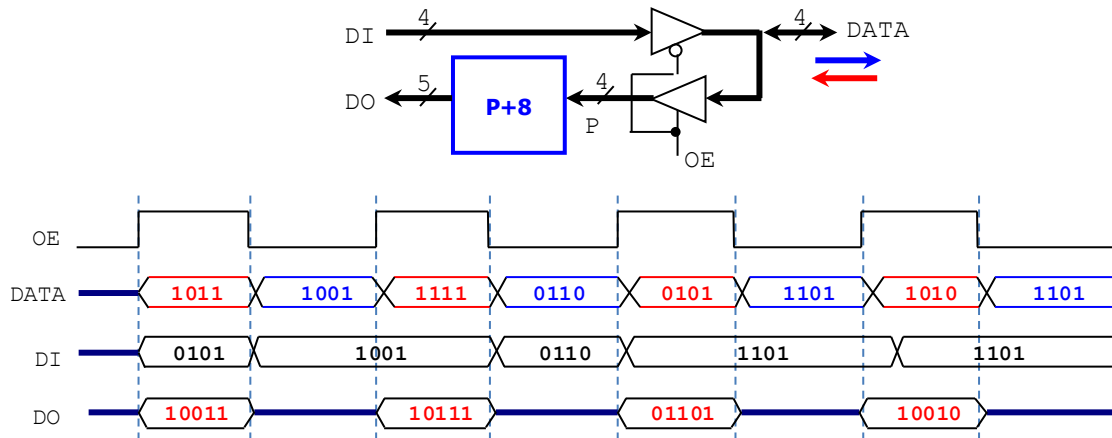 DI 4 4 DATA
DO 5 P+8 4
P
OE
OE
DATA 1011 1001 1111 0110 0101 1101 1010 1101
DI 0101 1001 0110 1101 1101
DO 10011 10111 01101 10010